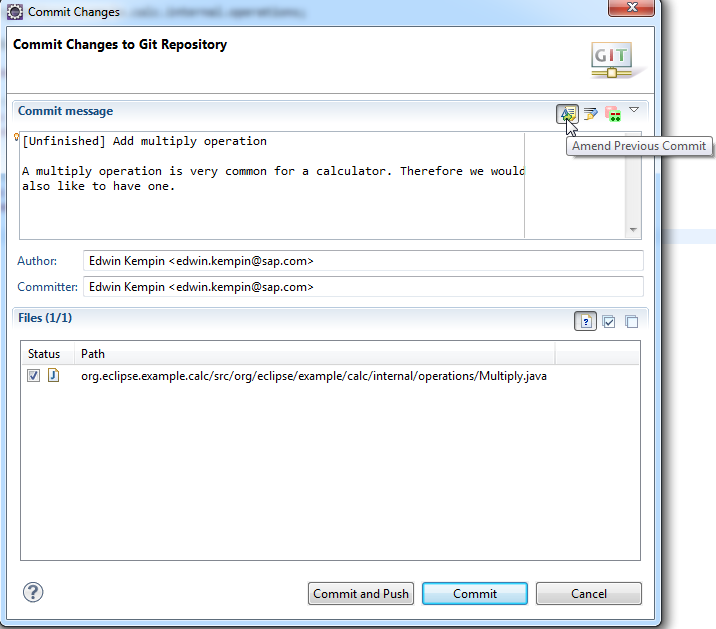 Commit Changes
calc.internal.operations;
Commit Changes to Git Repository
GIT
Commit message
[Unfinished] Add multiply operation
A multiply operation is very common for a calculator. Therefore we would
also like to have one.
Amend Previous Commit
Author:
Edwin Kempin <edwin.kempin@sap.com>
Committer:
Edwin Kempin <edwin.kempin@sap.com>
Files (1/1)
?
Status
Path
J
org.eclipse.example.calc/src/org/eclipse/example/calc/internal/operations/Multiply.java
?
Commit and Push
Commit
Cancel